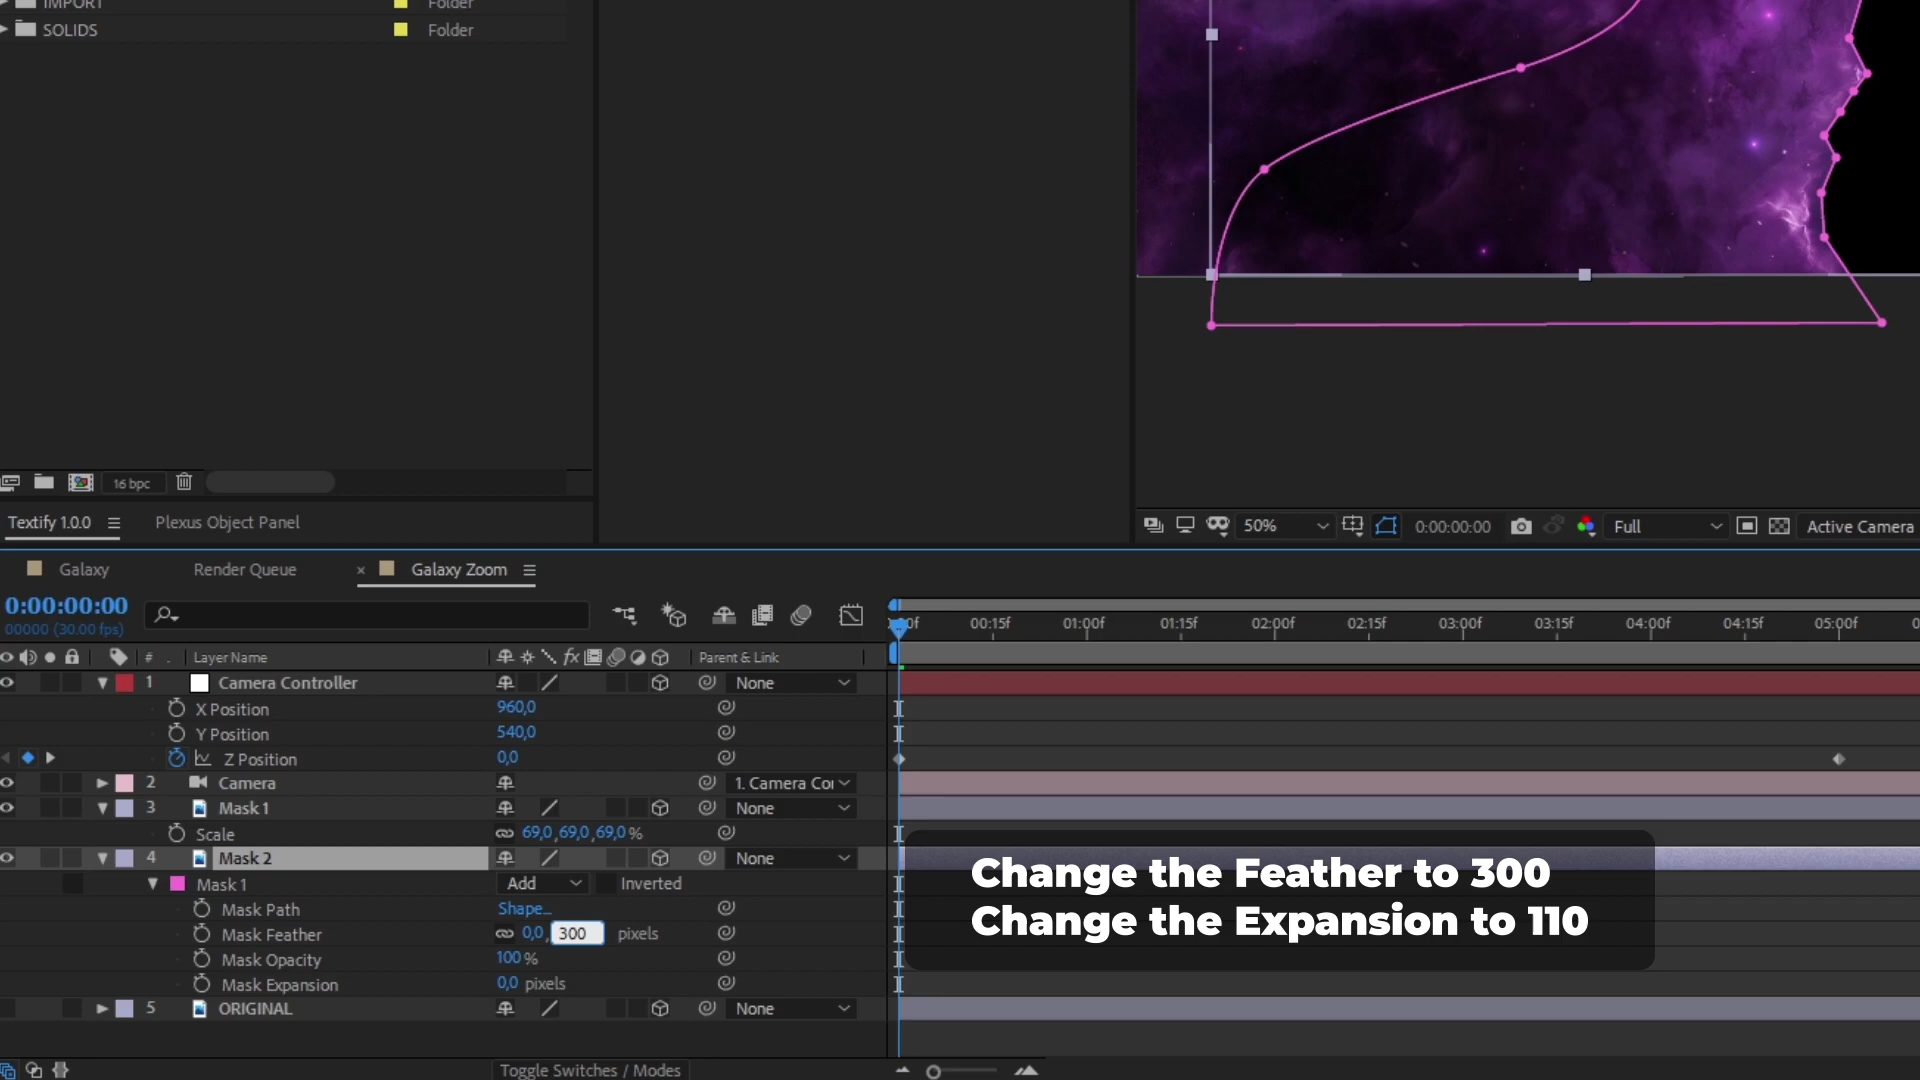 IMPORT Folder
SOLIDS Folder
16 bpc
Textify 1.0.0 Plexus Object Panel
50% 0:00:00:00 Full Active Camera
Galaxy Render Queue × Galaxy Zoom
0:00:00:00
00000 (30.00 fps)
00:15f 01:00f 01:15f 02:00f 02:15f 03:00f 03:15f 04:00f 04:15f 05:00f
# . Layer Name fx Parent & Link
1 Camera Controller None
X Position 960,0
Y Position 540,0
Z Position 0,0
2 Camera 1. Camera Coi
3 Mask 1 None
Scale 69,0,69,0,69,0 %
4 Mask 2 None
Mask 1 Add Inverted
Mask Path Shape...
Mask Feather 0,0, 300 pixels
Mask Opacity 100 %
Mask Expansion 0,0 pixels
5 ORIGINAL None
Toggle Switches / Modes
Change the Feather to 300
Change the Expansion to 110